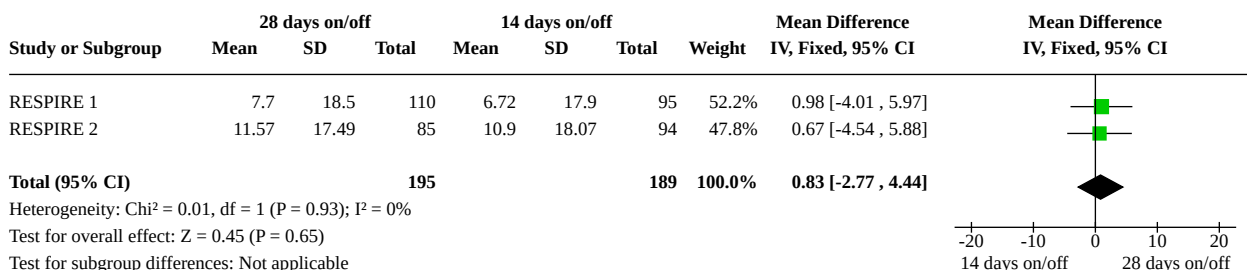 28 days on/off 14 days on/off Mean Difference Mean Difference
Study or Subgroup Mean SD Total Mean SD Total Weight IV, Fixed, 95% CI IV, Fixed, 95% CI
RESPIRE 1 7.7 18.5 110 6.72 17.9 95 52.2% 0.98 [-4.01 , 5.97]
RESPIRE 2 11.57 17.49 85 10.9 18.07 94 47.8% 0.67 [-4.54 , 5.88]
Total (95% CI) 195 189 100.0% 0.83 [-2.77 , 4.44]
Heterogeneity: Chi² = 0.01, df = 1 (P = 0.93); I² = 0%
Test for overall effect: Z = 0.45 (P = 0.65)
-20 -10 0 10 20
Test for subgroup differences: Not applicable 14 days on/off 28 days on/off